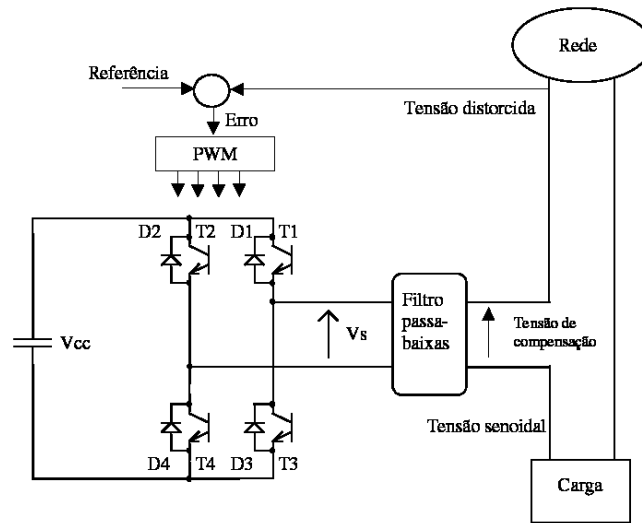 Rede
Referência
Tensão distorcida
Erro
PWM
D2
T2
D1
T1
Vcc
Vs
Filtro
passa-
baixas
Tensão de
compensação
Tensão senoidal
D4
T4
D3
T3
Carga